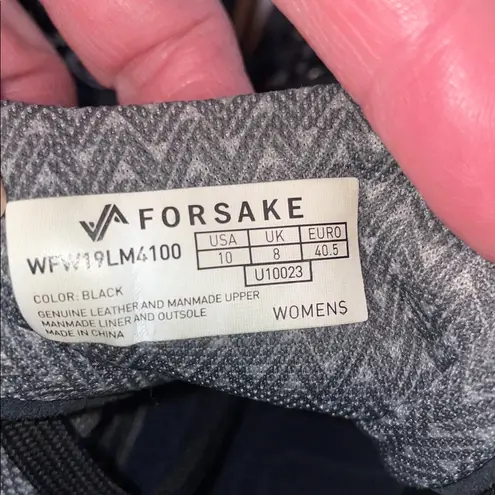 FORSAKE
WFW19LM4100
USA UK EURO
10 8 40.5
U10023
COLOR: BLACK
GENUINE LEATHER AND MANMADE UPPER
MANMADE LINER AND OUTSOLE
MADE IN CHINA
WOMENS